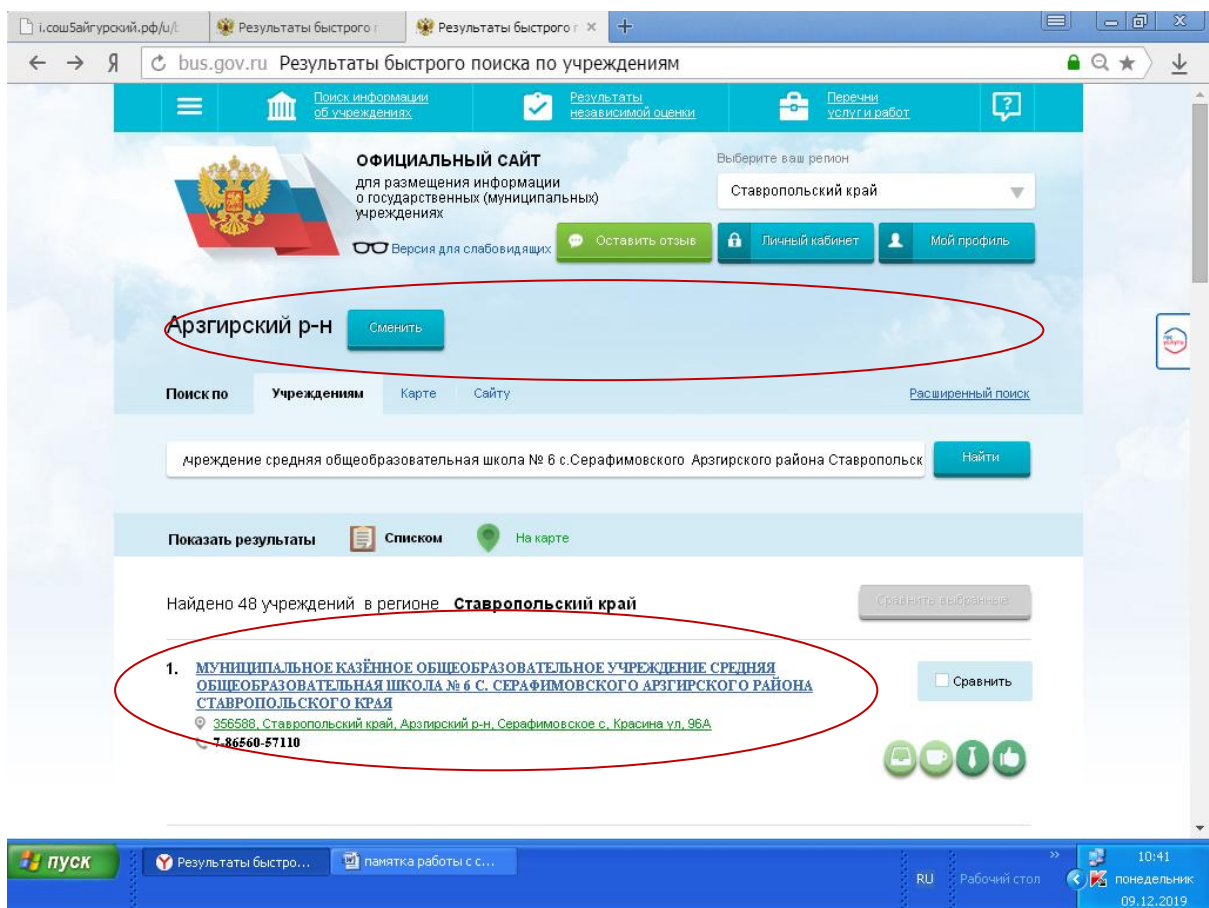 i.сош5айгурский.рф/u/
Результаты быстрого г
Результаты быстрого г
Я
bus.gov.ru Результаты быстрого поиска по учреждениям
Поиск информации
об учреждениях
Результаты
независимой оценки
Перечни
услуг и работ
ОФИЦИАЛЬНЫЙ САЙТ
для размещения информации
о государственных (муниципальных)
учреждениях
Версия для слабовидящих
Оставить отзыв
Выберите ваш регион
Ставропольский край
Личный кабинет
Мой профиль
Арзгирский р-н
Сменить
Поиск по Учреждениям Карте Сайту
Расширенный поиск
учреждение средняя общеобразовательная школа № 6 с.Серафимовского Арзгирского района Ставропольск
Найти
Показать результаты Списком На карте
Найдено 48 учреждений в регионе Ставропольский край
Сравнить выбранные
1. МУНИЦИПАЛЬНОЕ КАЗЁННОЕ ОБЩЕОБРАЗОВАТЕЛЬНОЕ УЧРЕЖДЕНИЕ СРЕДНЯЯ
ОБЩЕОБРАЗОВАТЕЛЬНАЯ ШКОЛА № 6 С. СЕРАФИМОВСКОГО АРЗГИРСКОГО РАЙОНА
СТАВРОПОЛЬСКОГО КРАЯ
356588, Ставропольский край, Арзгирский р-н, Серафимовское с, Красина ул, 96А
7-86560-57110
Сравнить
пуск
Результаты быстро...
памятка работы с с...
RU
Рабочий стол
10:41
понедельник
09.12.2019